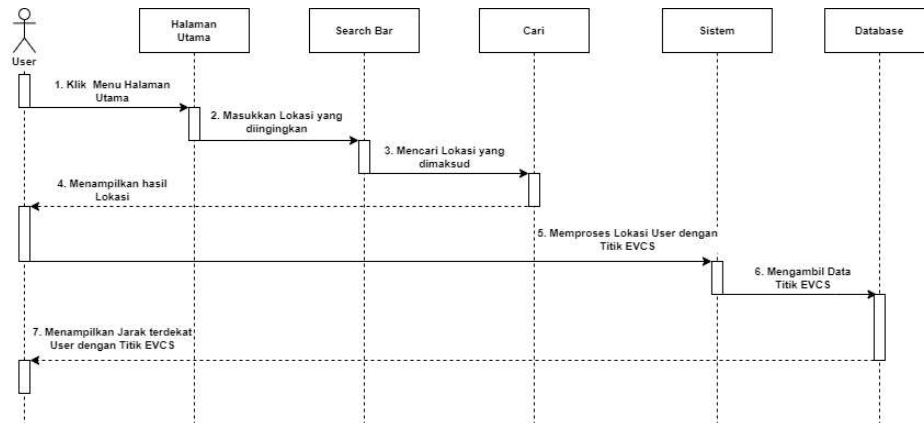 Halaman
Utama
Search Bar
Cari
Sistem
Database
User
1. Klik Menu Halaman
Utama
2. Masukkan Lokasi yang
diingingkan
3. Mencari Lokasi yang
dimaksud
4. Menampilkan hasil
Lokasi
5. Memproses Lokasi User dengan
Titik EVCS
6. Mengambil Data
Titik EVCS
7. Menampilkan Jarak terdekat
User dengan Titik EVCS